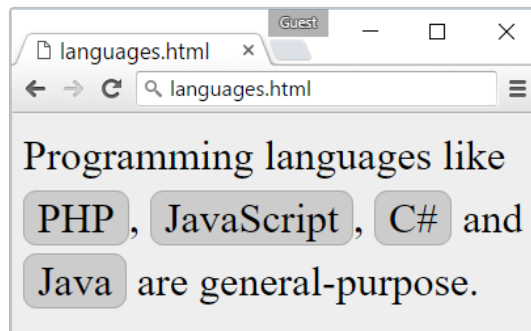 Guest
languages.html
languages.html
Programming languages like
PHP, JavaScript, C# and
Java are general-purpose.